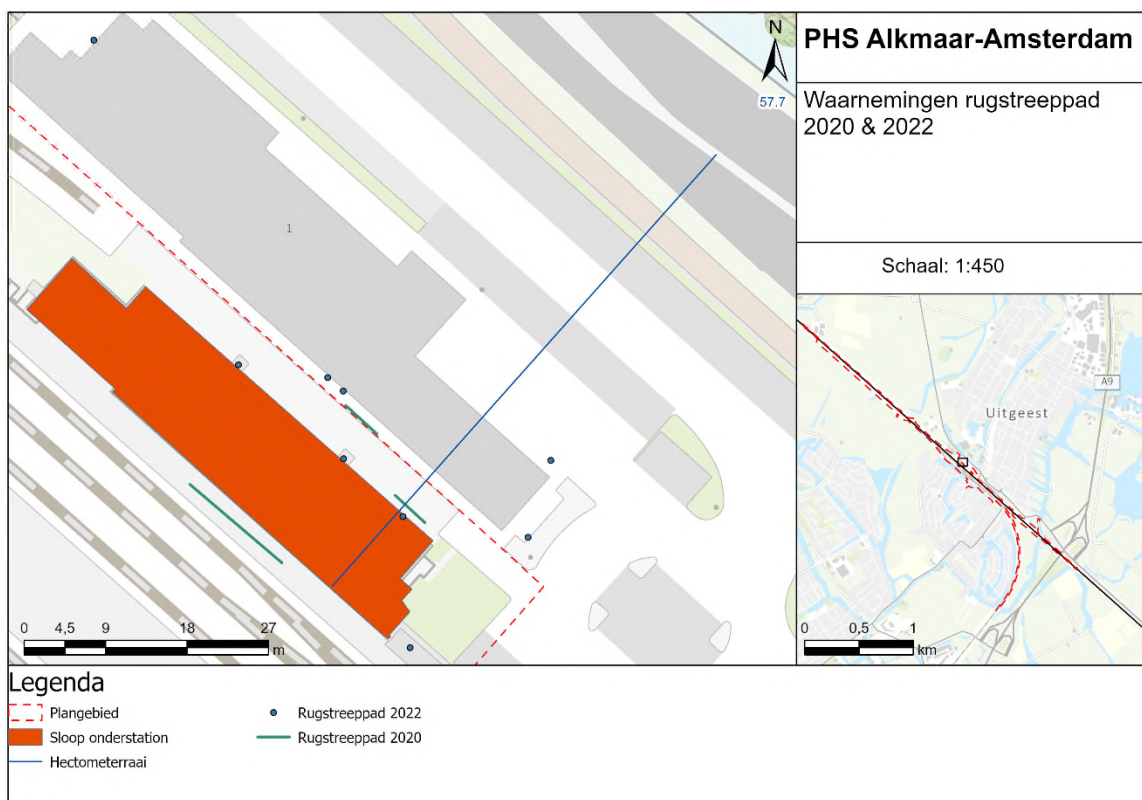 N
57.7
1
0 4,5 9 18 27
m
PHS Alkmaar-Amsterdam
Waarnemingen rugstreeppad
2020 & 2022
Schaal: 1:450
A9
Uitgeest
0 0,5 1
km
Legenda
Plangebied
Sloop onderstation
Hectometerraai
Rugstreeppad 2022
Rugstreeppad 2020